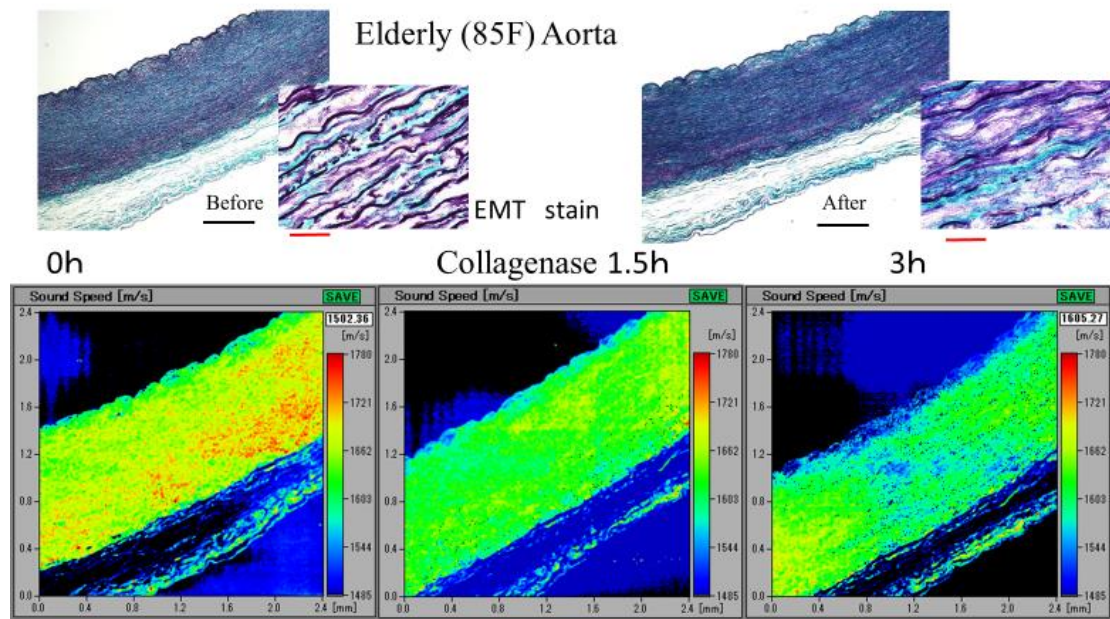 Elderly (85F) Aorta
Before
EMT stain
After
0h
Collagenase 1.5h
3h
Sound Speed [m/s]
SAVE
2.4
2.0
1.6
1.2
0.8
0.4
0.0
0.0 0.4 0.8 1.2 1.6 2.0 2.4 [mm]
1502.36
[m/s]
1780
1721
1662
1603
1544
1485
Sound Speed [m/s]
SAVE
2.4
2.0
1.6
1.2
0.8
0.4
0.0
0.0 0.4 0.8 1.2 1.6 2.0 2.4 [mm]
[m/s]
1780
1721
1662
1603
1544
1485
Sound Speed [m/s]
SAVE
2.4
2.0
1.6
1.2
0.8
0.4
0.0
0.0 0.4 0.8 1.2 1.6 2.0 2.4 [mm]
1605.27
[m/s]
1780
1721
1662
1603
1544
1485